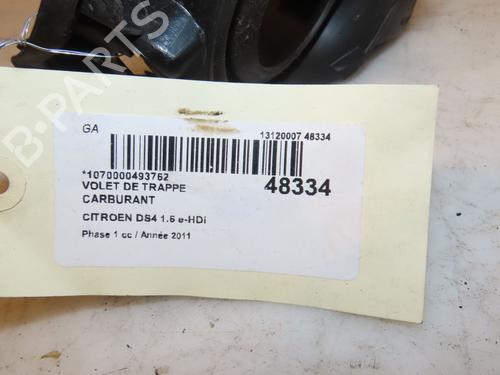 B-PARTS
GA
13120007 48334
*1070000493762
VOLET DE TRAPPE
48334
CARBURANT
CITROEN DS4 1.6 e-HDi
Phase 1 cc / Année 2011